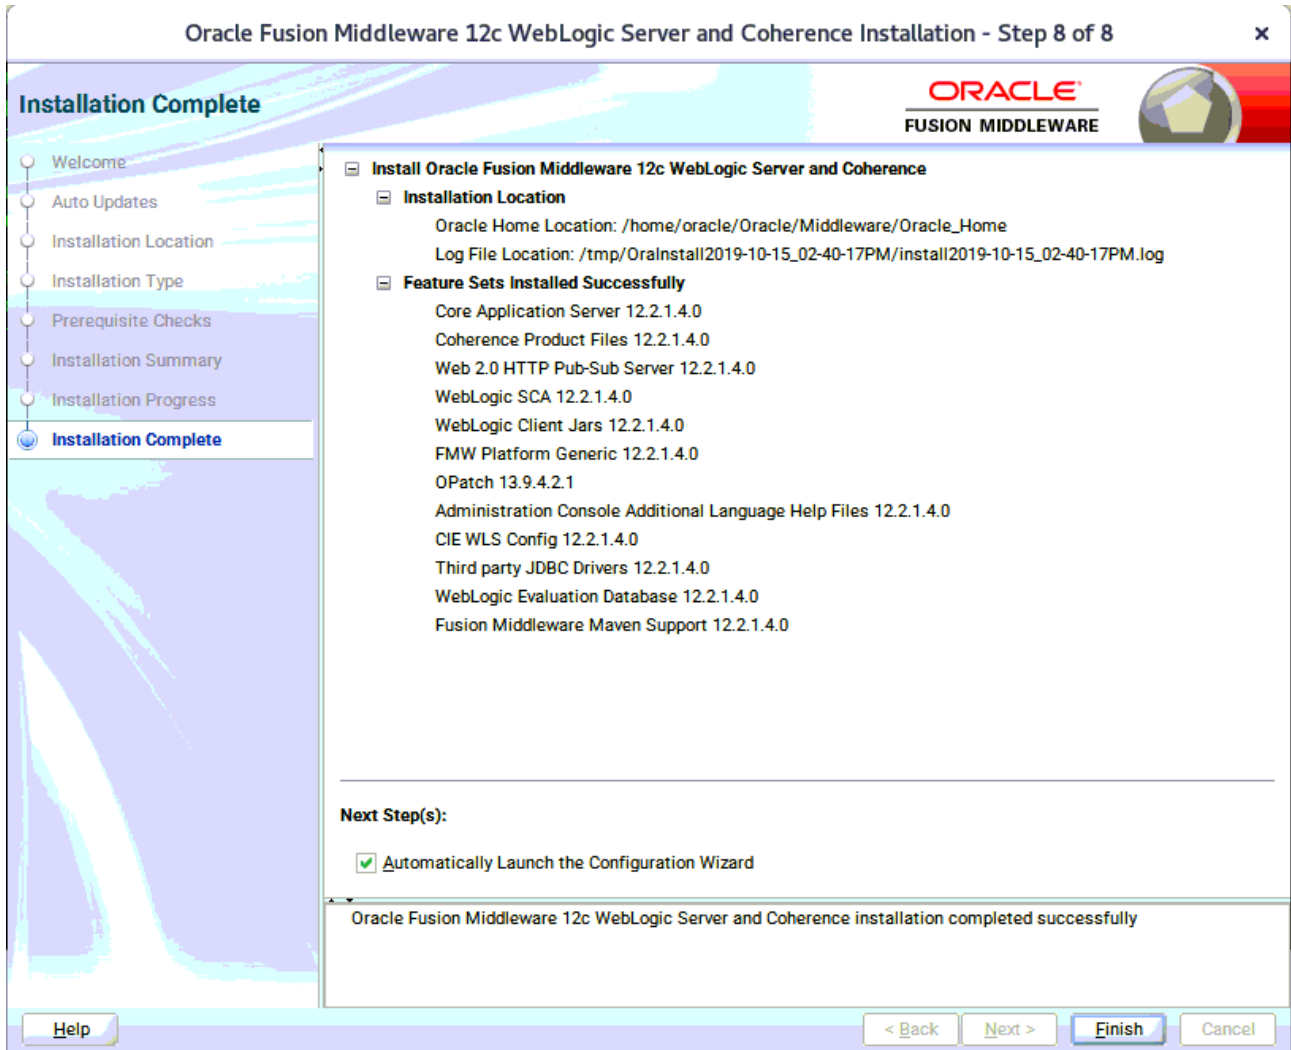 Oracle Fusion Middleware 12c WebLogic Server and Coherence Installation - Step 8 of 8
Installation Complete
ORACLE
FUSION MIDDLEWARE
Welcome
Auto Updates
Installation Location
Installation Type
Prerequisite Checks
Installation Summary
Installation Progress
Installation Complete
Install Oracle Fusion Middleware 12c WebLogic Server and Coherence
Installation Location
Oracle Home Location: /home/oracle/Oracle/Middleware/Oracle_Home
Log File Location: /tmp/OraInstall2019-10-15_02-40-17PM/install2019-10-15_02-40-17PM.log
Feature Sets Installed Successfully
Core Application Server 12.2.1.4.0
Coherence Product Files 12.2.1.4.0
Web 2.0 HTTP Pub-Sub Server 12.2.1.4.0
WebLogic SCA 12.2.1.4.0
WebLogic Client Jars 12.2.1.4.0
FMW Platform Generic 12.2.1.4.0
OPatch 13.9.4.2.1
Administration Console Additional Language Help Files 12.2.1.4.0
CIE WLS Config 12.2.1.4.0
Third party JDBC Drivers 12.2.1.4.0
WebLogic Evaluation Database 12.2.1.4.0
Fusion Middleware Maven Support 12.2.1.4.0
Next Step(s):
Automatically Launch the Configuration Wizard
Oracle Fusion Middleware 12c WebLogic Server and Coherence installation completed successfully
Help
< Back
Next >
Finish
Cancel